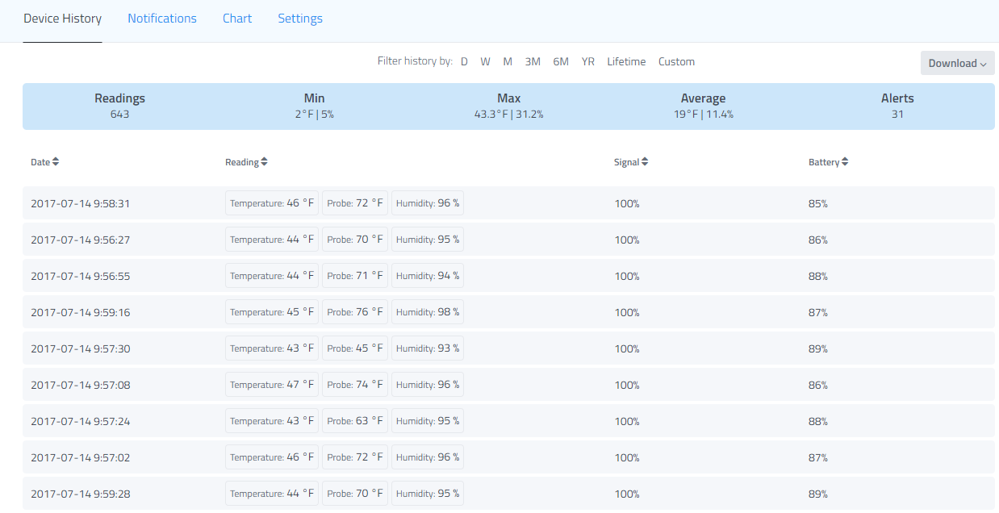 Device History Notifications Chart Settings
Filter history by: D W M 3M 6M YR Lifetime Custom Download
Readings Min Max Average Alerts
643 2°F | 5% 43.3°F | 31.2% 19°F | 11.4% 31
Date Reading Signal Battery
2017-07-14 9:58:31 Temperature: 46 °F Probe: 72 °F Humidity: 96 % 100% 85%
2017-07-14 9:56:27 Temperature: 44 °F Probe: 70 °F Humidity: 95 % 100% 86%
2017-07-14 9:56:55 Temperature: 44 °F Probe: 71 °F Humidity: 94 % 100% 88%
2017-07-14 9:59:16 Temperature: 45 °F Probe: 76 °F Humidity: 98 % 100% 87%
2017-07-14 9:57:30 Temperature: 43 °F Probe: 45 °F Humidity: 93 % 100% 89%
2017-07-14 9:57:08 Temperature: 47 °F Probe: 74 °F Humidity: 96 % 100% 86%
2017-07-14 9:57:24 Temperature: 43 °F Probe: 63 °F Humidity: 95 % 100% 88%
2017-07-14 9:57:02 Temperature: 46 °F Probe: 72 °F Humidity: 96 % 100% 87%
2017-07-14 9:59:28 Temperature: 44 °F Probe: 70 °F Humidity: 95 % 100% 89%